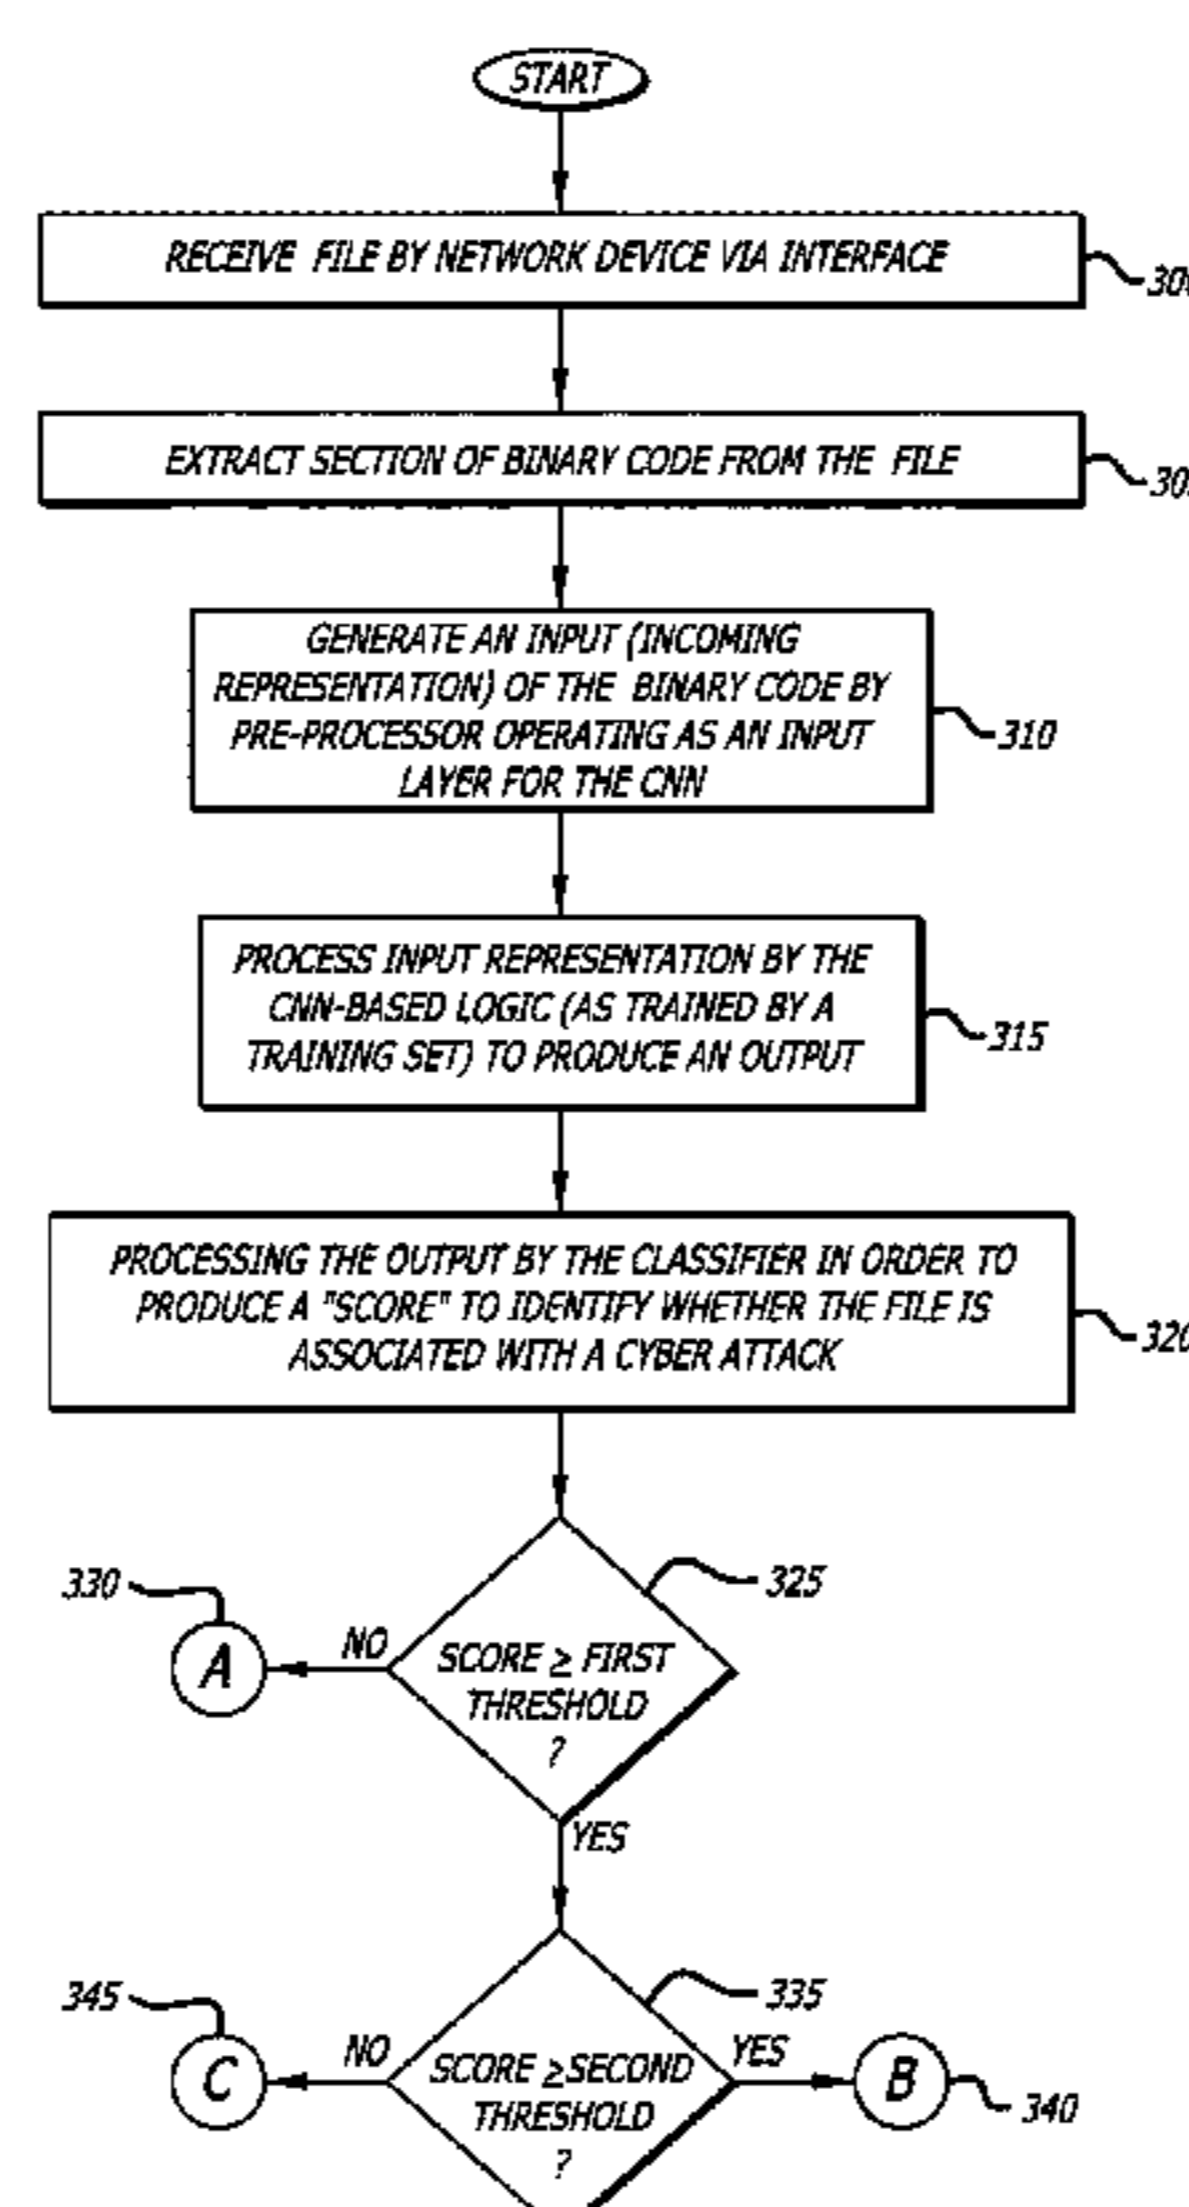 START
RECEIVE FILE BY NETWORK DEVICE VIA INTERFACE
EXTRACT SECTION OF BINARY CODE FROM THE FILE
GENERATE AN INPUT (INCOMING
REPRESENTATION) OF THE BINARY CODE BY
PRE-PROCESSOR OPERATING AS AN INPUT
LAYER FOR THE CNN
310
PROCESS INPUT REPRESENTATION BY THE
CNN-BASED LOGIC (AS TRAINED BY A
TRAINING SET) TO PRODUCE AN OUTPUT
315
PROCESSING THE OUTPUT BY THE CLASSIFIER IN ORDER TO
PRODUCE A "SCORE" TO IDENTIFY WHETHER THE FILE IS
ASSOCIATED WITH A CYBER ATTACK
320
330
325
A
NO
SCORE ≥ FIRST
THRESHOLD
?
YES
345
335
C
NO
SCORE ≥SECOND
THRESHOLD
?
YES
B
340